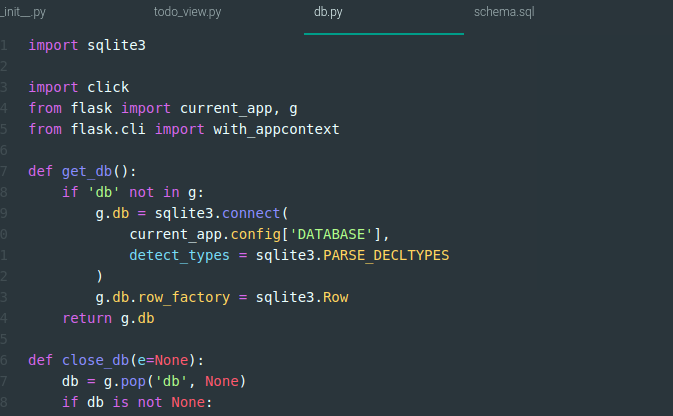 _init__.py todo_view.py db.py schema.sql
1 import sqlite3
2
3 import click
4 from flask import current_app, g
5 from flask.cli import with_appcontext
6
7 def get_db():
8     if 'db' not in g:
9         g.db = sqlite3.connect(
0             current_app.config['DATABASE'],
1             detect_types = sqlite3.PARSE_DECLTYPES
2         )
3         g.db.row_factory = sqlite3.Row
4     return g.db
5
6 def close_db(e=None):
7     db = g.pop('db', None)
8     if db is not None: